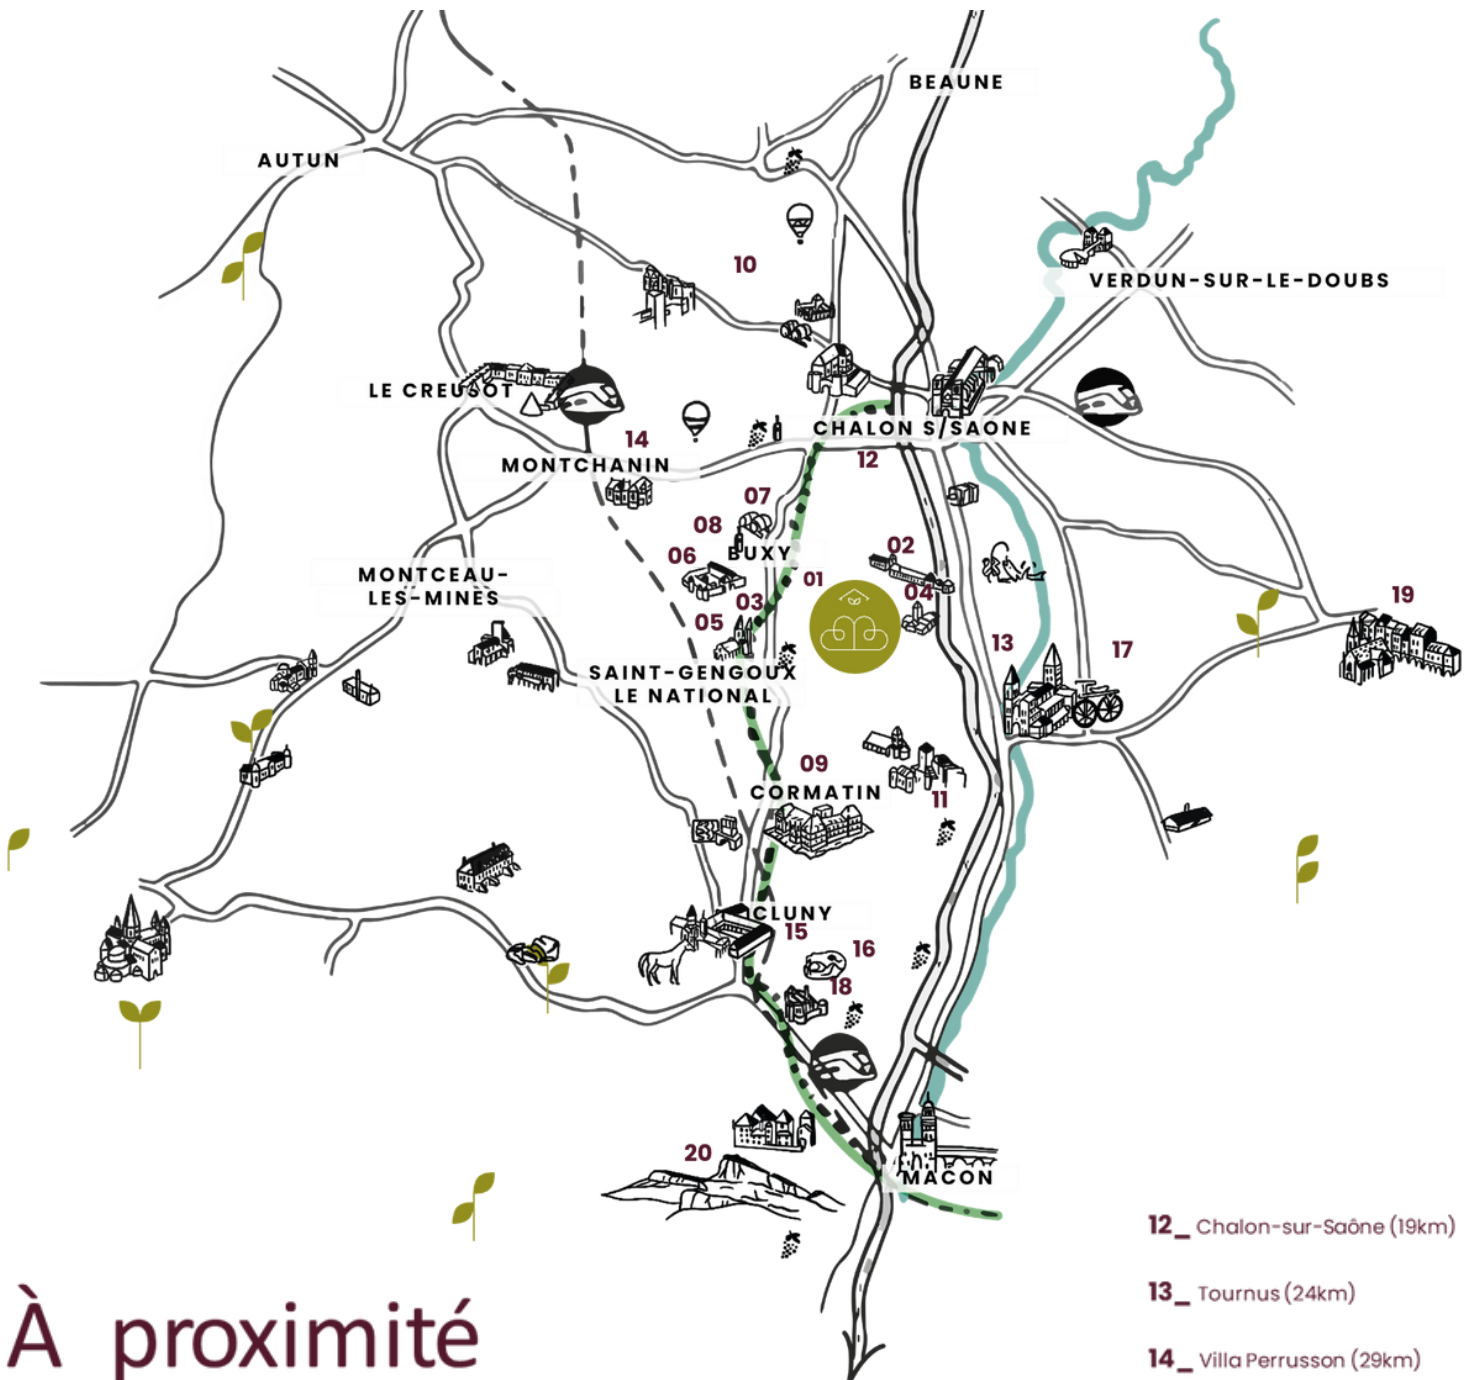 BEAUNE
AUTUN
10
VERDUN-SUR-LE-DOUBS
LE CREUSOT
14
MONTCHANIN
CHALON S/SAONE
12
07
08
BUXY
06
02
01
MONTCEAU-
LES-MINES
03
04
05
19
13
17
SAINT-GENGOUX
LE NATIONAL
09
CORMATIN
11
CLUNY
15
16
18
20
MACON
12_ Chalon-sur-Saône (19km)
13_ Tournus (24km)
14_ Villa Perrusson (29km)
À proximité